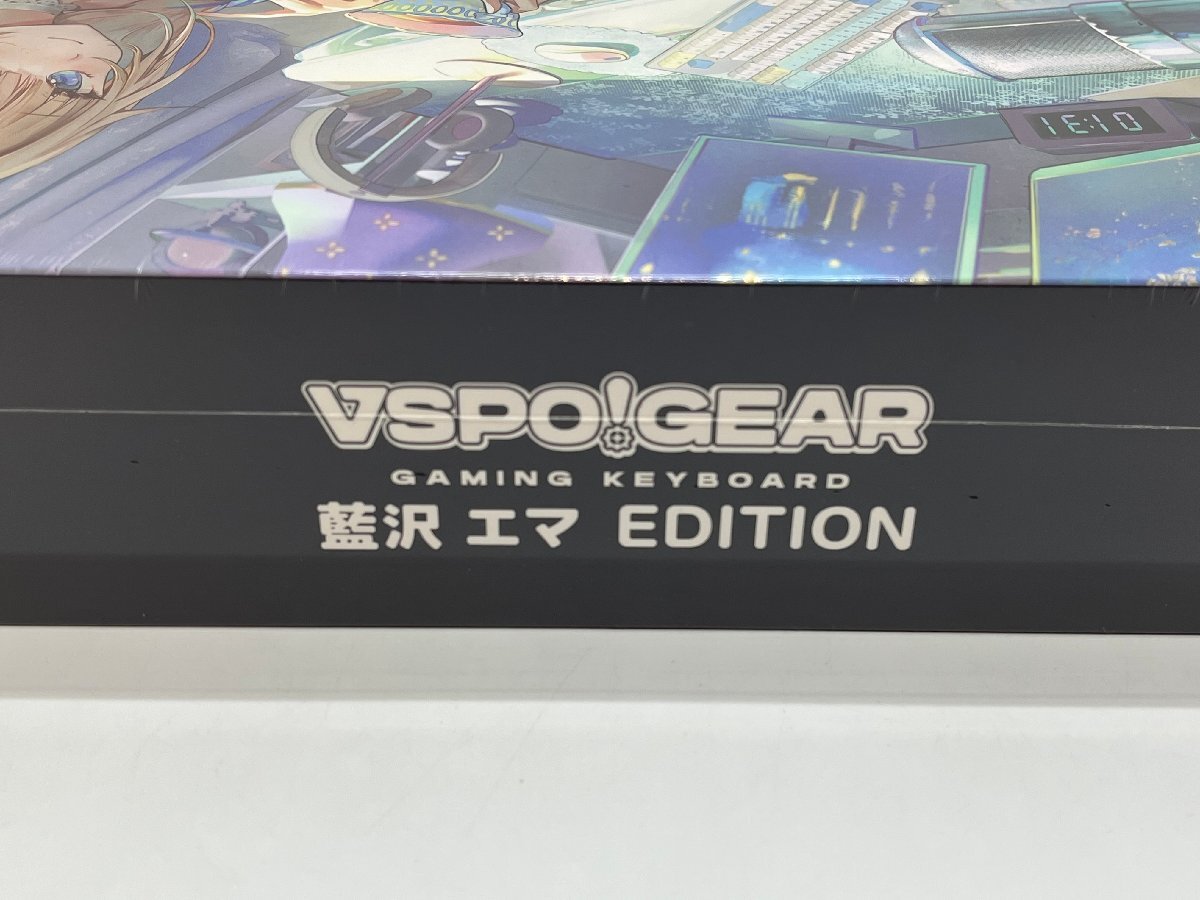 VSPO!GEAR
GAMING KEYBOARD
藍沢 エマ EDITION